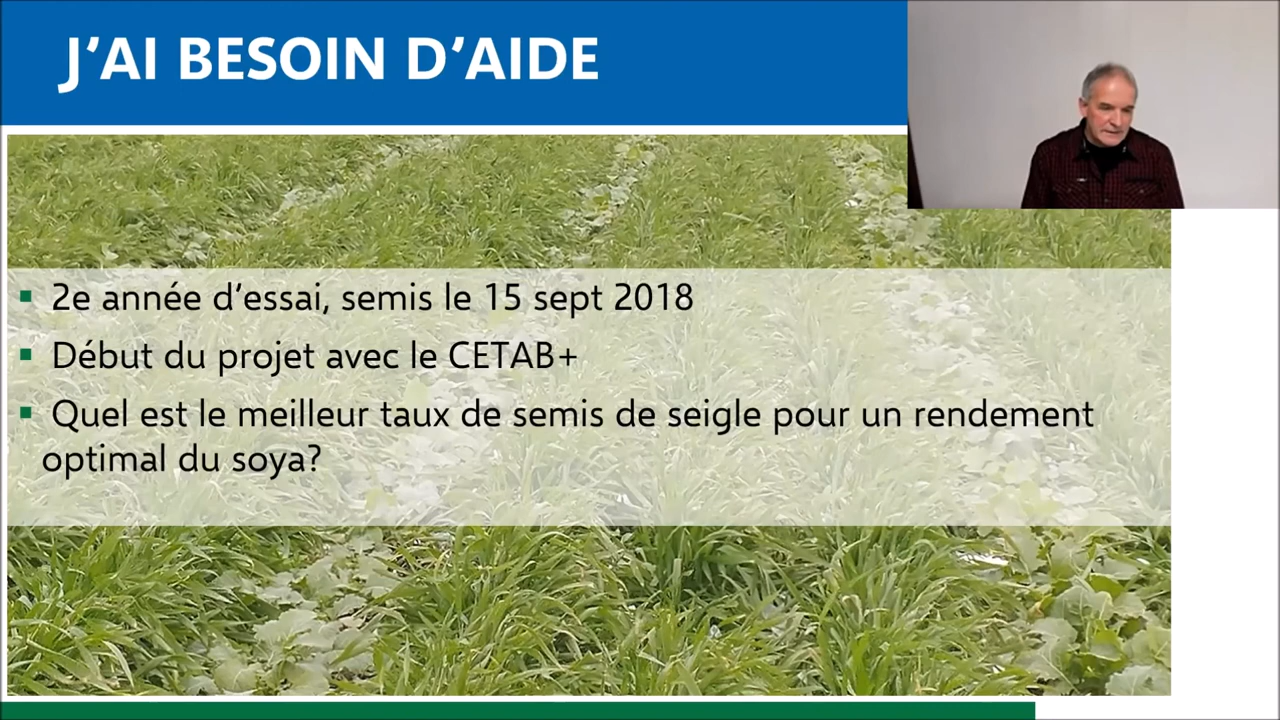 J'AI BESOIN D'AIDE
2e année d'essai, semis le 15 sept 2018
Début du projet avec le CETAB+
Quel est le meilleur taux de semis de seigle pour un rendement
optimal du soya?